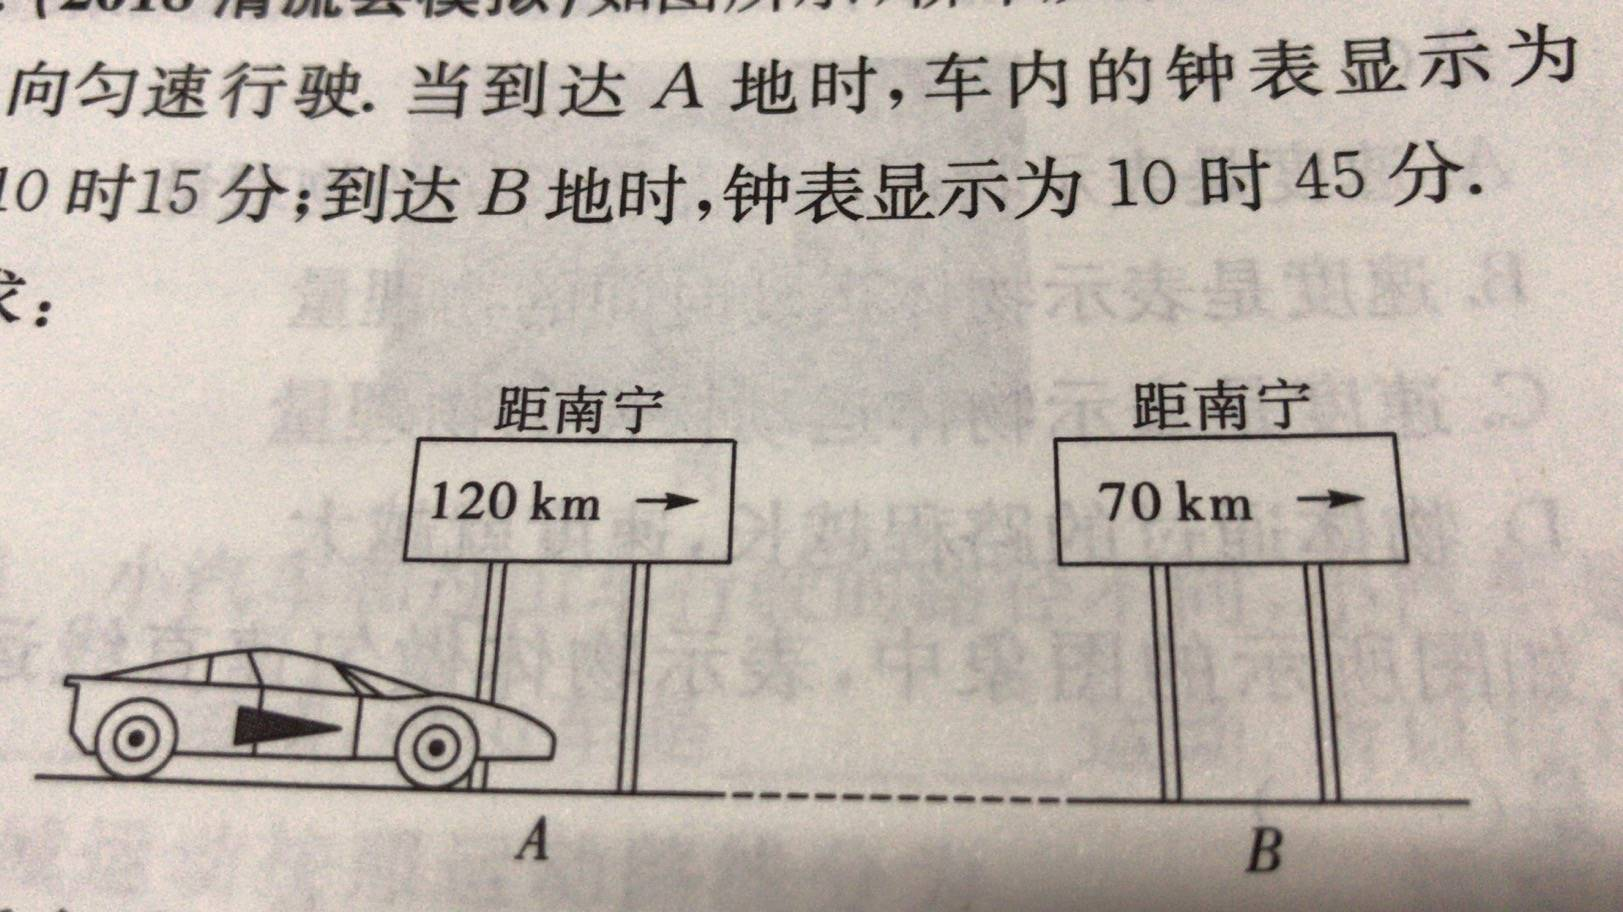 向匀速行驶. 当到达 A 地时,车内的钟表显示为
10 时15 分;到达 B 地时,钟表显示为 10 时 45 分.
求:
距南宁 距南宁
120 km → 70 km →
A B